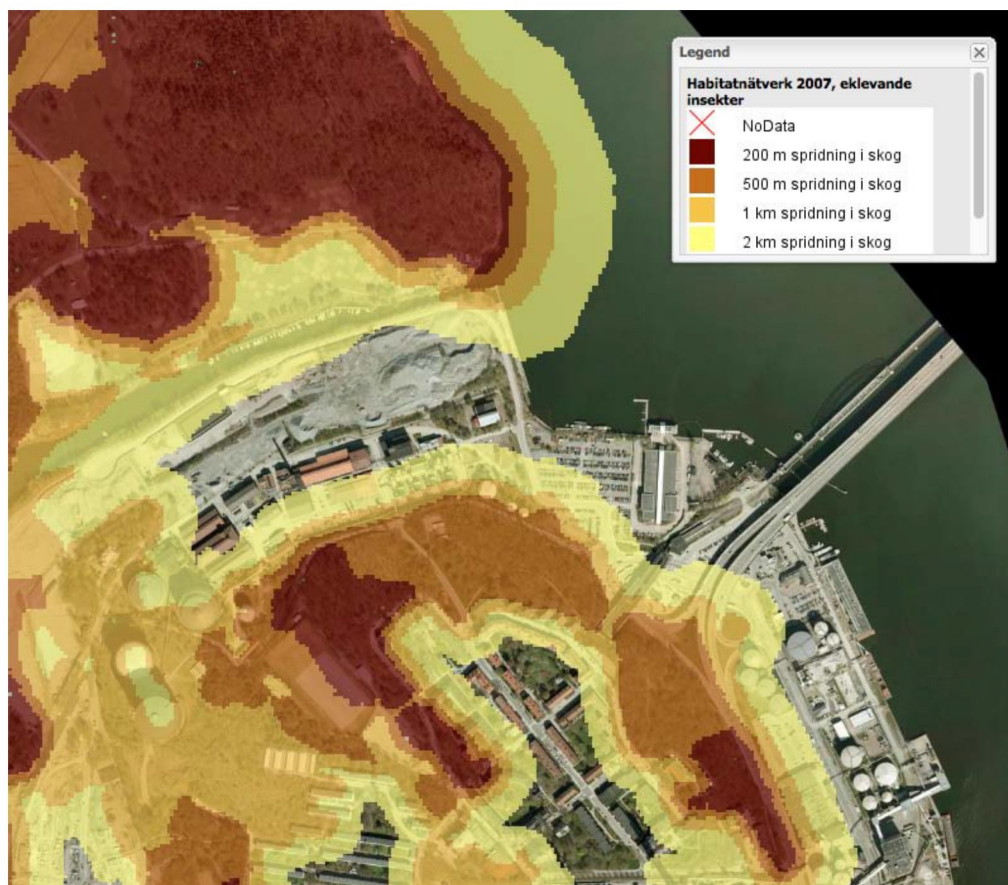 Legend
Habitatnätverk 2007, eklevande
insekter
NoData
200 m spridning i skog
500 m spridning i skog
1 km spridning i skog
2 km spridning i skog